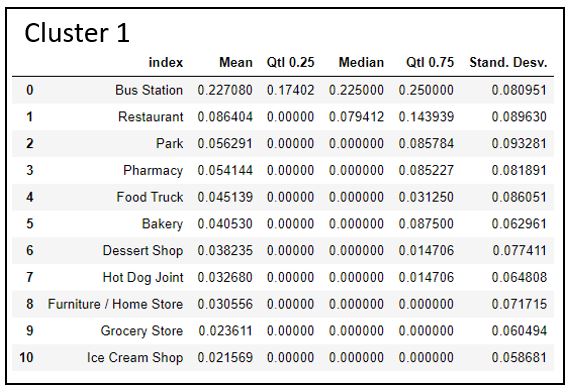 Cluster 1
index Mean Qtl 0.25 Median Qtl 0.75 Stand. Desv.
0 Bus Station 0.227080 0.17402 0.225000 0.250000 0.080951
1 Restaurant 0.086404 0.00000 0.079412 0.143939 0.089630
2 Park 0.056291 0.00000 0.000000 0.085784 0.093281
3 Pharmacy 0.054144 0.00000 0.000000 0.085227 0.081891
4 Food Truck 0.045139 0.00000 0.000000 0.031250 0.086051
5 Bakery 0.040530 0.00000 0.000000 0.087500 0.062961
6 Dessert Shop 0.038235 0.00000 0.000000 0.014706 0.077411
7 Hot Dog Joint 0.032680 0.00000 0.000000 0.014706 0.064808
8 Furniture / Home Store 0.030556 0.00000 0.000000 0.000000 0.071715
9 Grocery Store 0.023611 0.00000 0.000000 0.000000 0.060494
10 Ice Cream Shop 0.021569 0.00000 0.000000 0.000000 0.058681